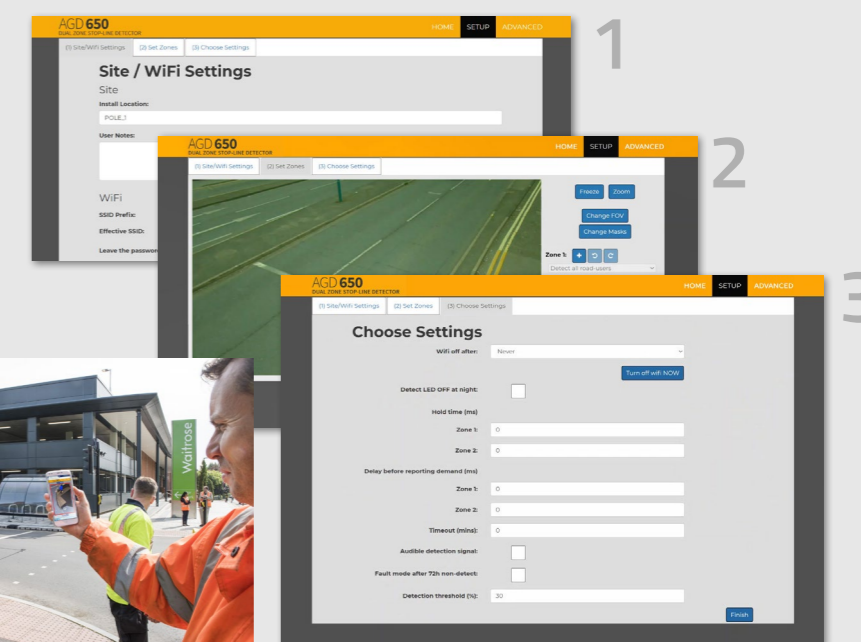 AGD 650
DUAL ZONE STOP-LINE DETECTOR
HOME SETUP ADVANCED
(1) Site/Wifi Settings (2) Set Zones (3) Choose Settings
Site / WiFi Settings
Site
Install Location:
POLE_1
User Notes:
WiFi
SSID Prefix:
Effective SSID:
Leave the passwor
1
AGD 650
DUAL ZONE STOP-LINE DETECTOR
HOME SETUP ADVANCED
(1) Site/Wifi Settings (2) Set Zones (3) Choose Settings
Freeze Zoom
Change FOV
Change Masks
Zone 1: +
Detect all road-users
2
AGD 650
DUAL ZONE STOP-LINE DETECTOR
HOME SETUP ADVANCED
(1) Site/Wifi Settings (2) Set Zones (3) Choose Settings
Choose Settings
Wifi off after: Never
Turn off wifi NOW
Detect LED OFF at night:
Hold time (ms)
Zone 1: 0
Zone 2: 0
Delay before reporting demand (ms)
Zone 1: 0
Zone 2: 0
Timeout (mins): 0
Audible detection signal:
Fault mode after 72h non-detect:
Detection threshold (%): 30
Finish
3
Waitrose